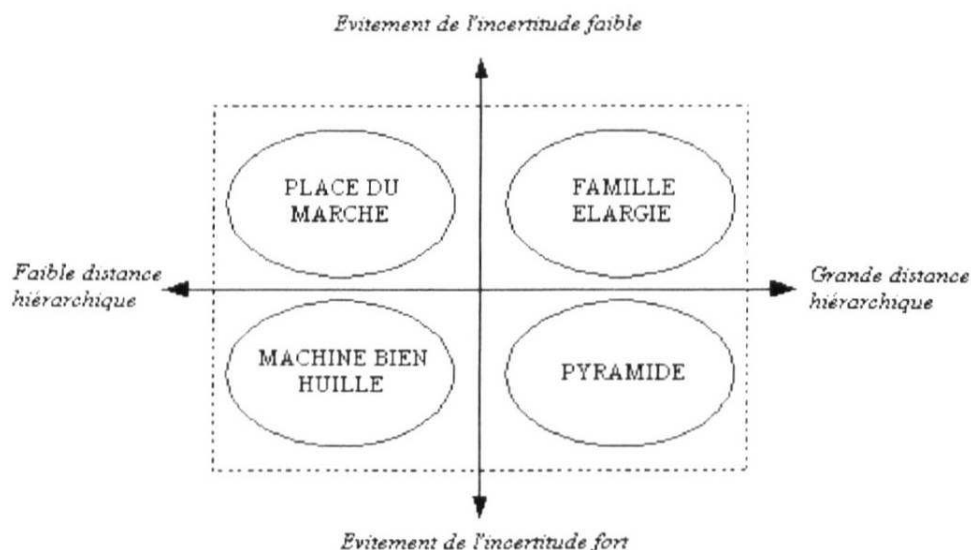 Evitement de l'incertitude faible
PLACE DU
MARCHE
FAMILLE
ELARGIE
Faible distance
hiérarchique
Grande distance
hiérarchique
MACHINE BIEN
HUILLE
PYRAMIDE
Evitement de l'incertitude fort